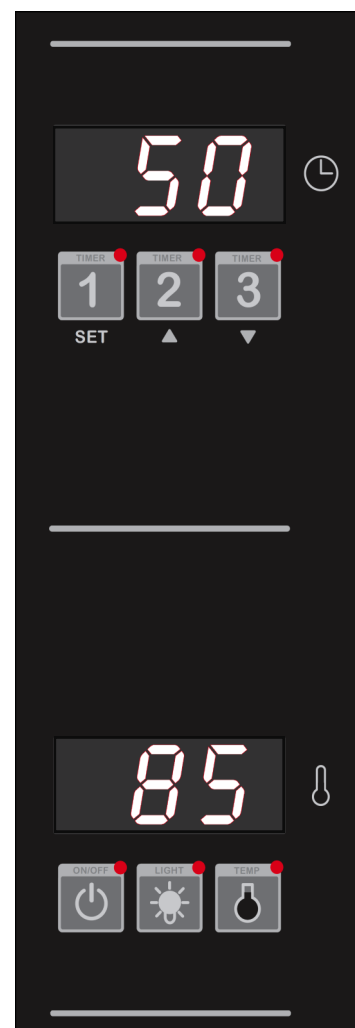 50
TIMER TIMER TIMER
1 2 3
SET
85
ON/OFF LIGHT TEMP